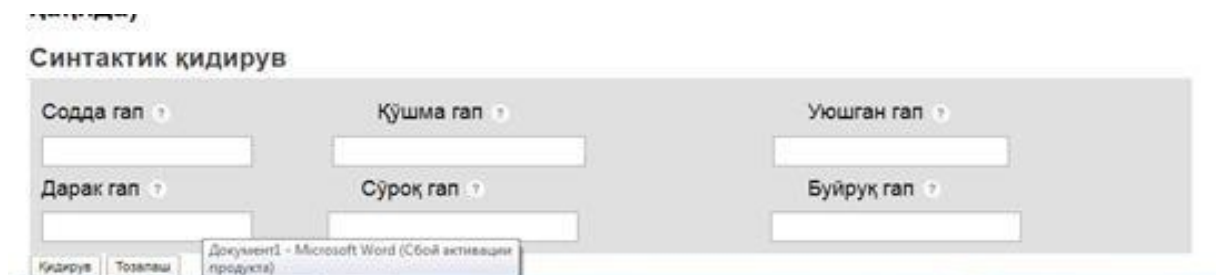 Синтактик қидирув
Содда гап ? Қўшма гап ? Уюшган гап ?
Дарак гап ? Сўроқ гап ? Буйруқ гап ?
Документ1 - Microsoft Word (Сбой активации
продукта)
Қидирув Тозалаш